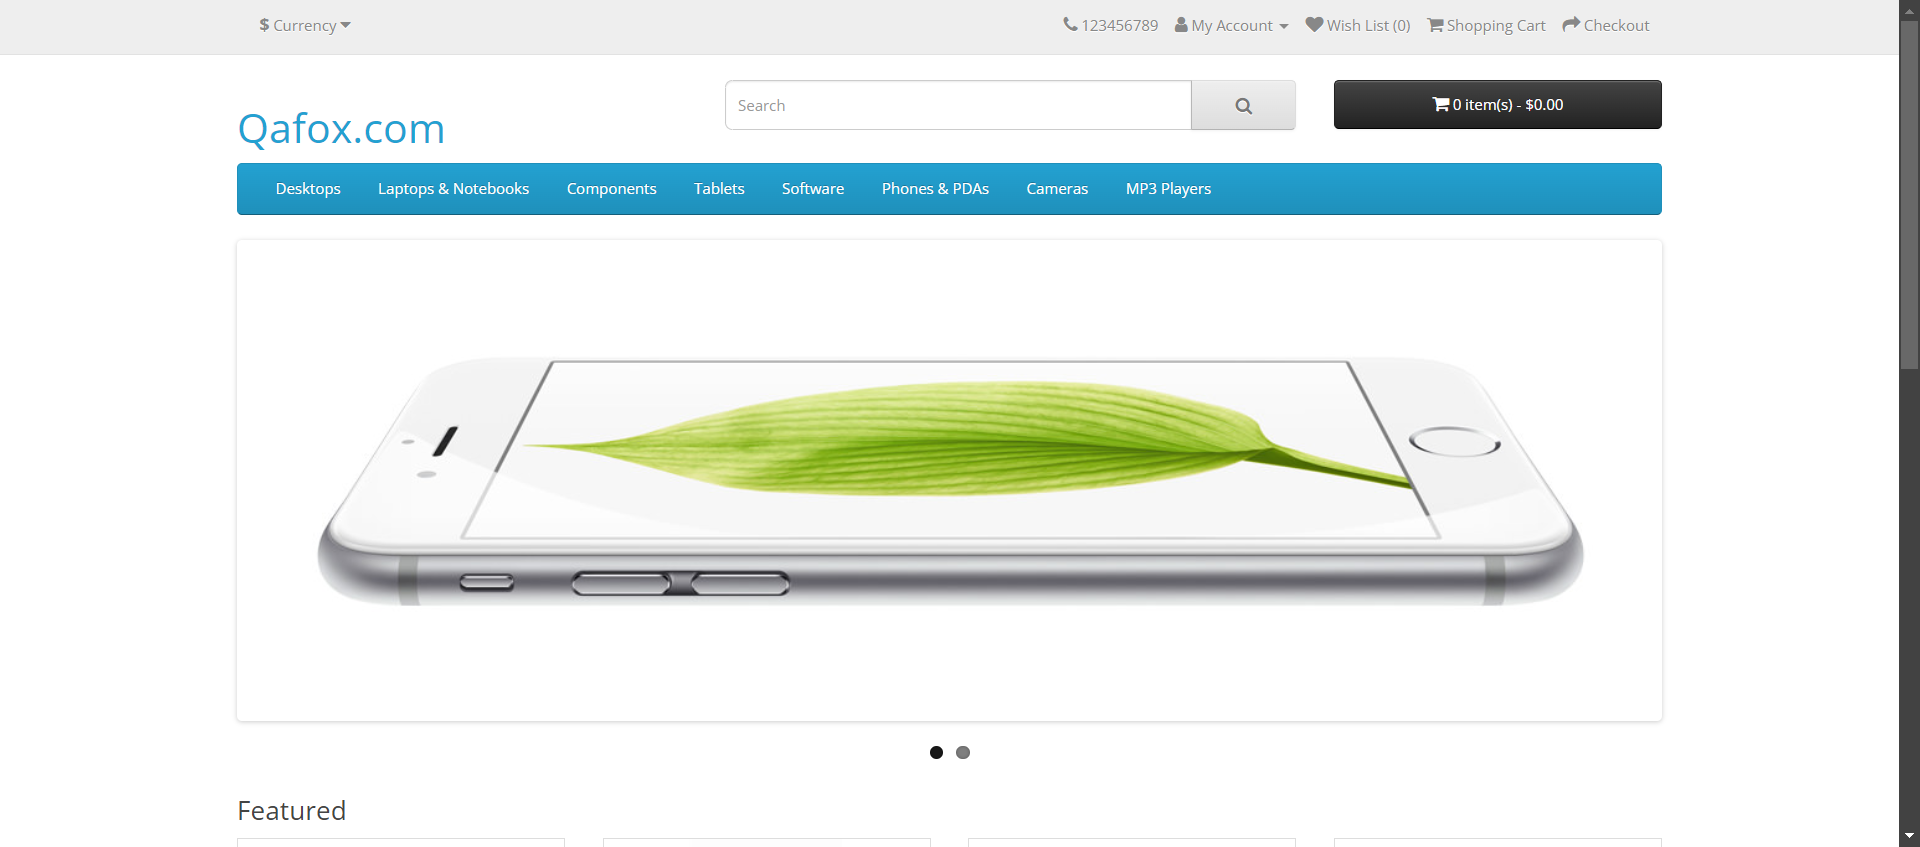 $ Currency
123456789 My Account Wish List (0) Shopping Cart Checkout
Search
0 item(s) - $0.00
Qafox.com
Desktops Laptops & Notebooks Components Tablets Software Phones & PDAs Cameras MP3 Players
Featured